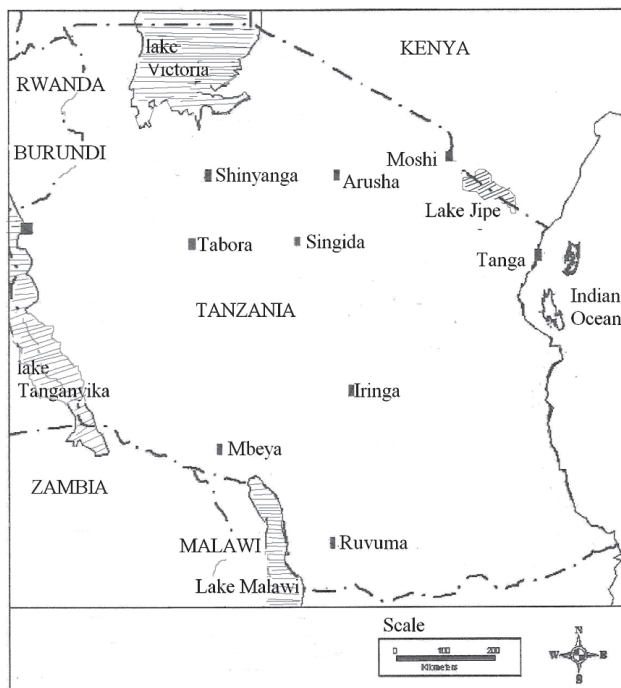 KENYA
lake
Victoria
RWANDA
BURUNDI
Moshi
Shinyanga
Arusha
Lake Jipe
Tabora
Singida
Tanga
TANZANIA
Indian
Ocean
lake
Tanganyika
Iringa
Mbeya
ZAMBIA
MALAWI
Ruvuma
Lake Malawi
Scale
0 100 200
Kilometers
N
W E
S